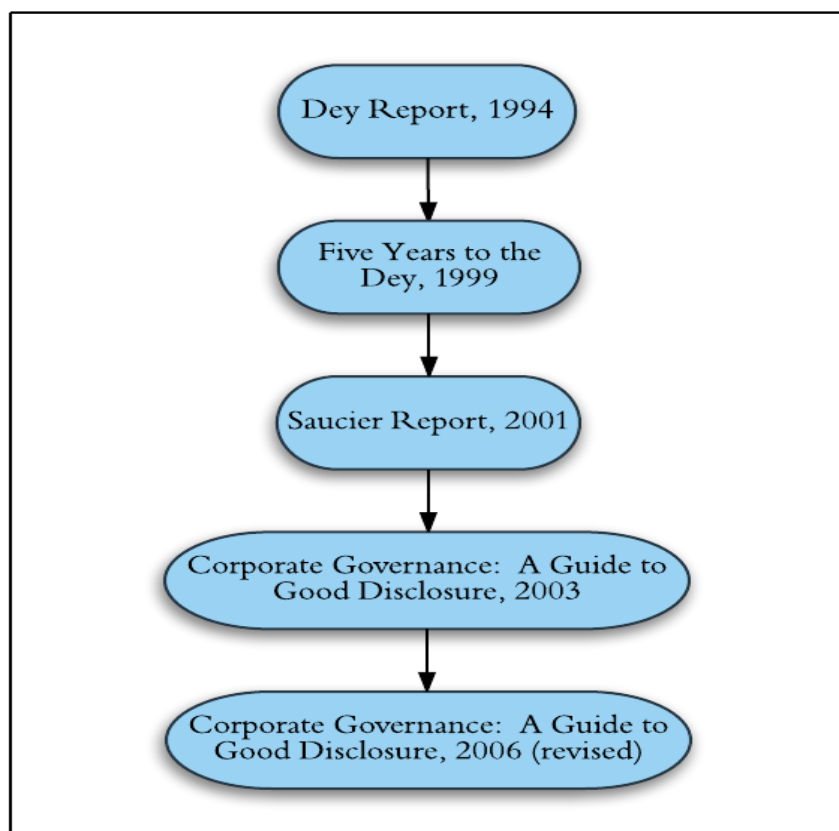 Dey Report, 1994
Five Years to the
Dey, 1999
Saucier Report, 2001
Corporate Governance:  A Guide to
Good Disclosure, 2003
Corporate Governance:  A Guide to
Good Disclosure, 2006 (revised)